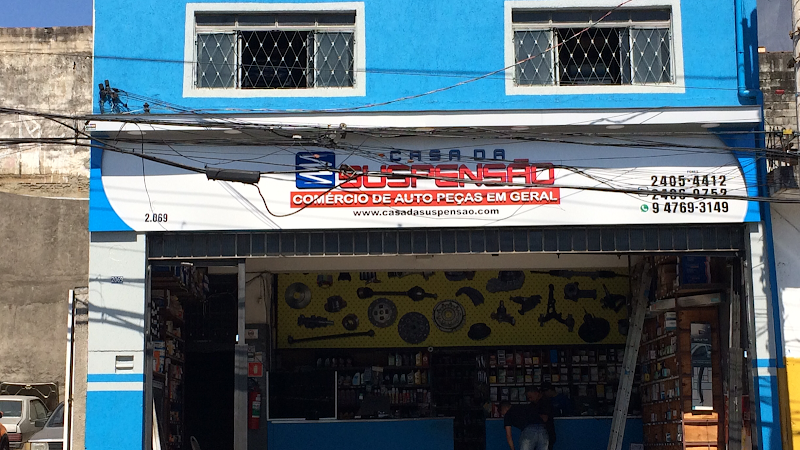 CASA DA
SUSPENSÃO
COMÉRCIO DE AUTO PEÇAS EM GERAL
www.casadasuspensao.com
2.069
2405-4412
9 4769-3149